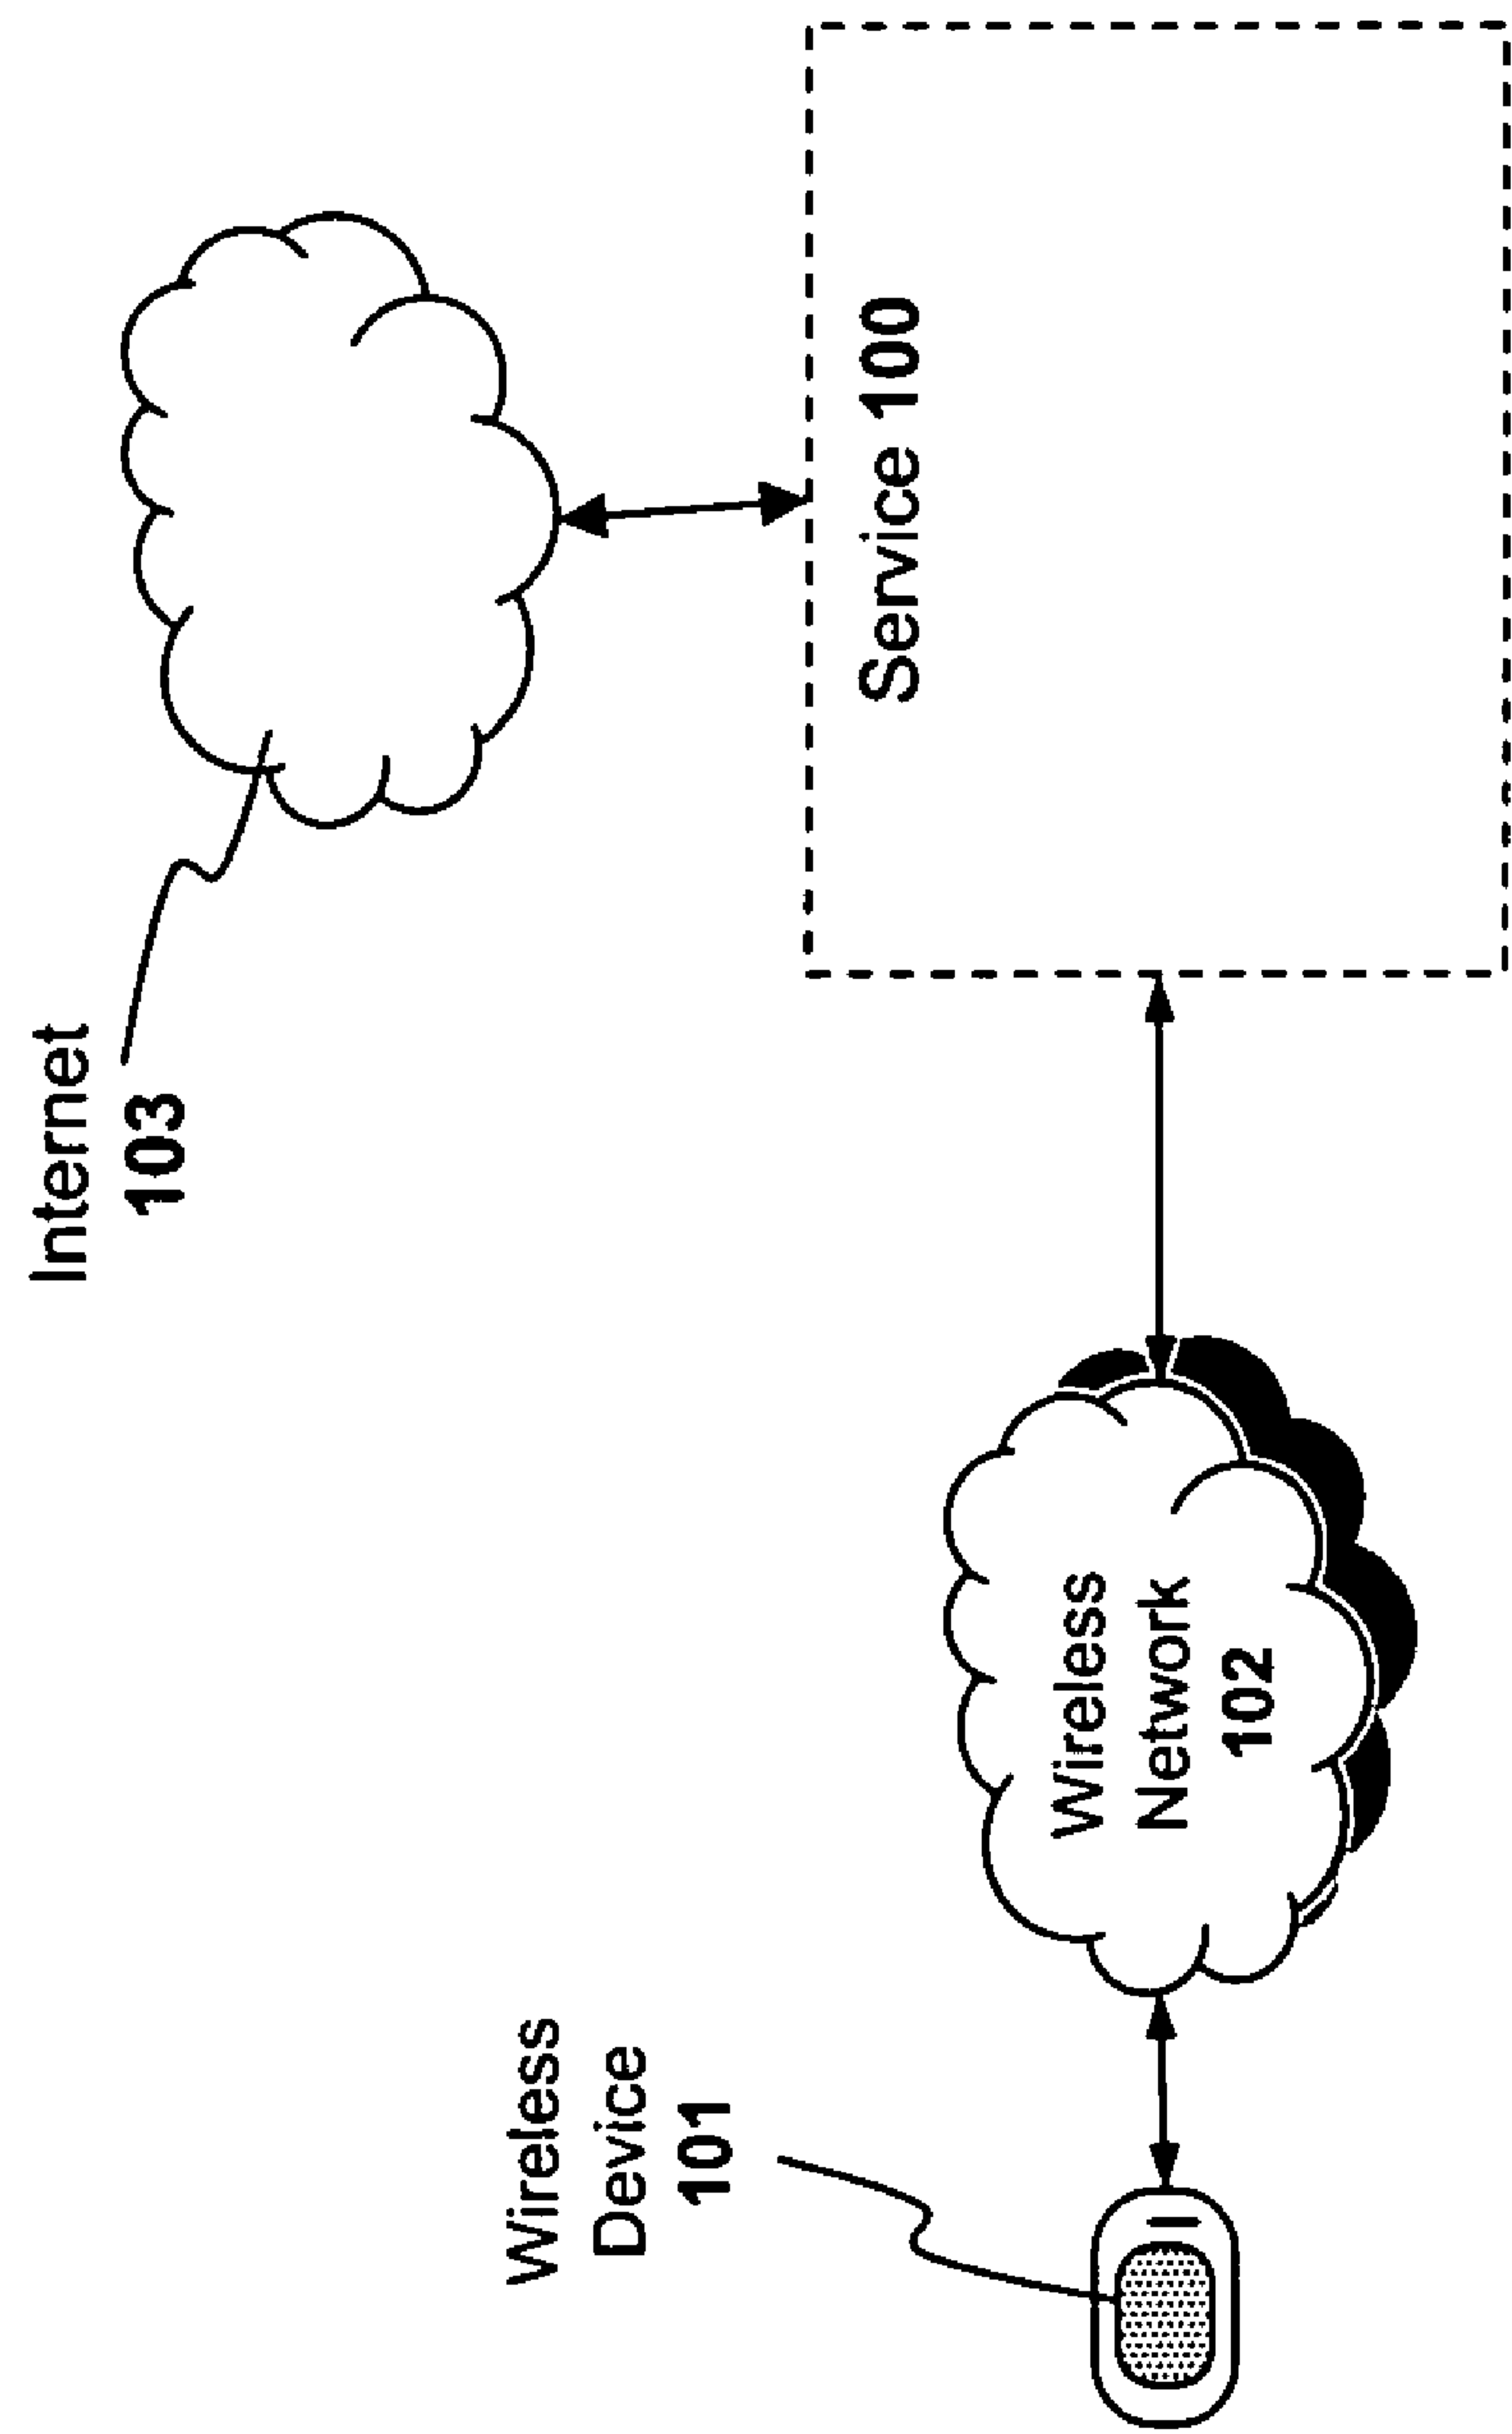 Internet
103
Service 100
Wireless
Device
101
Wireless
Network
102